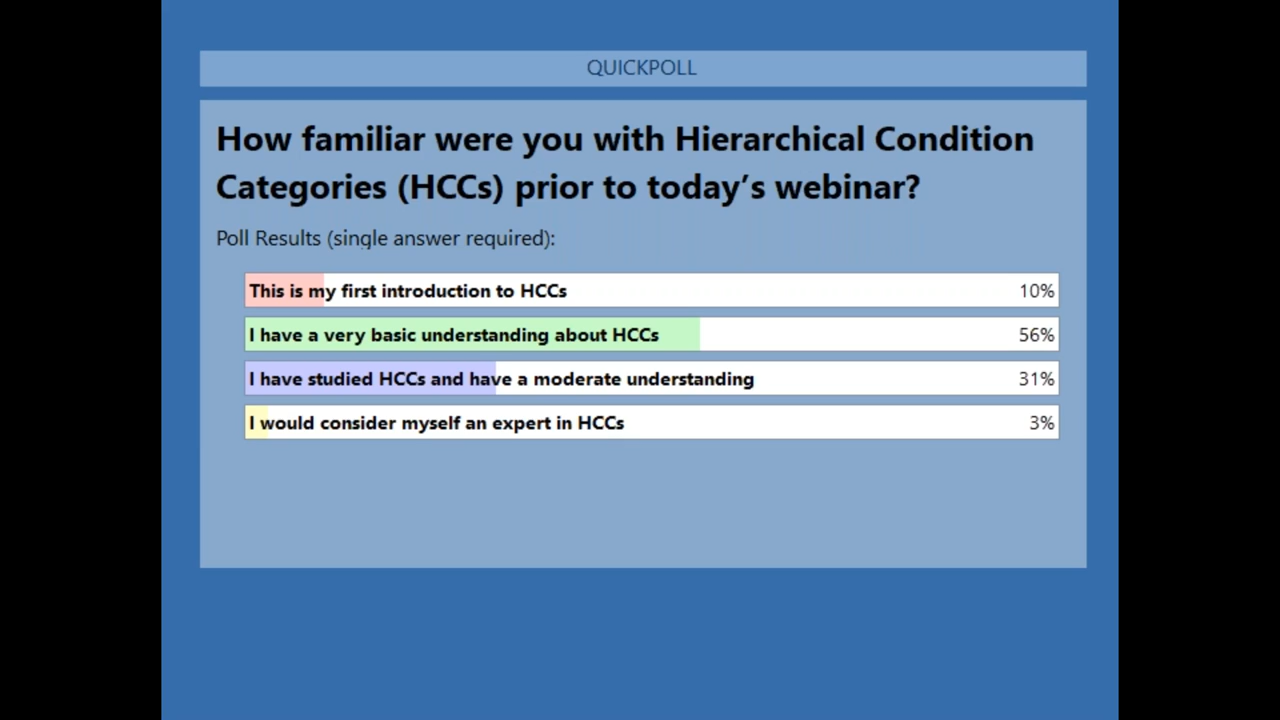 QUICKPOLL
How familiar were you with Hierarchical Condition
Categories (HCCs) prior to today’s webinar?
Poll Results (single answer required):
This is my first introduction to HCCs 10%
I have a very basic understanding about HCCs 56%
I have studied HCCs and have a moderate understanding 31%
I would consider myself an expert in HCCs 3%